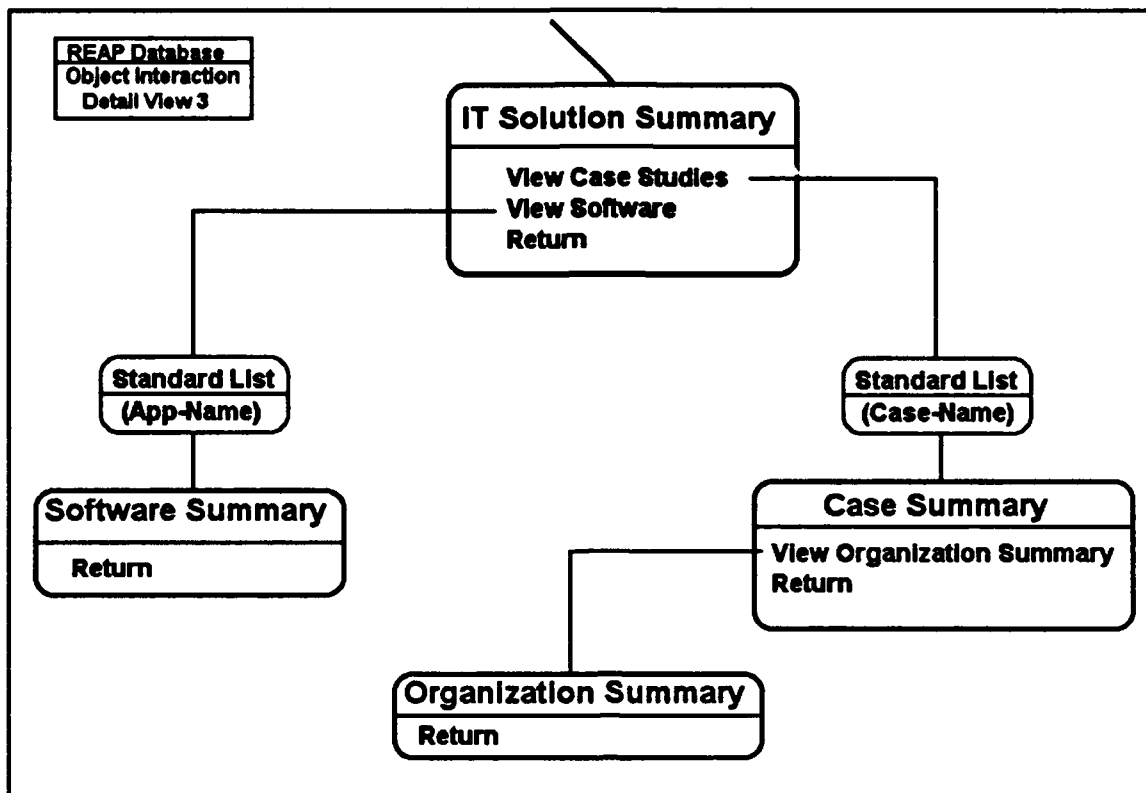 REAP Database
Object Interaction
Detail View 3
IT Solution Summary
View Case Studies
View Software
Return
Standard List
(App-Name)
Standard List
(Case-Name)
Software Summary
Return
Case Summary
View Organization Summary
Return
Organization Summary
Return